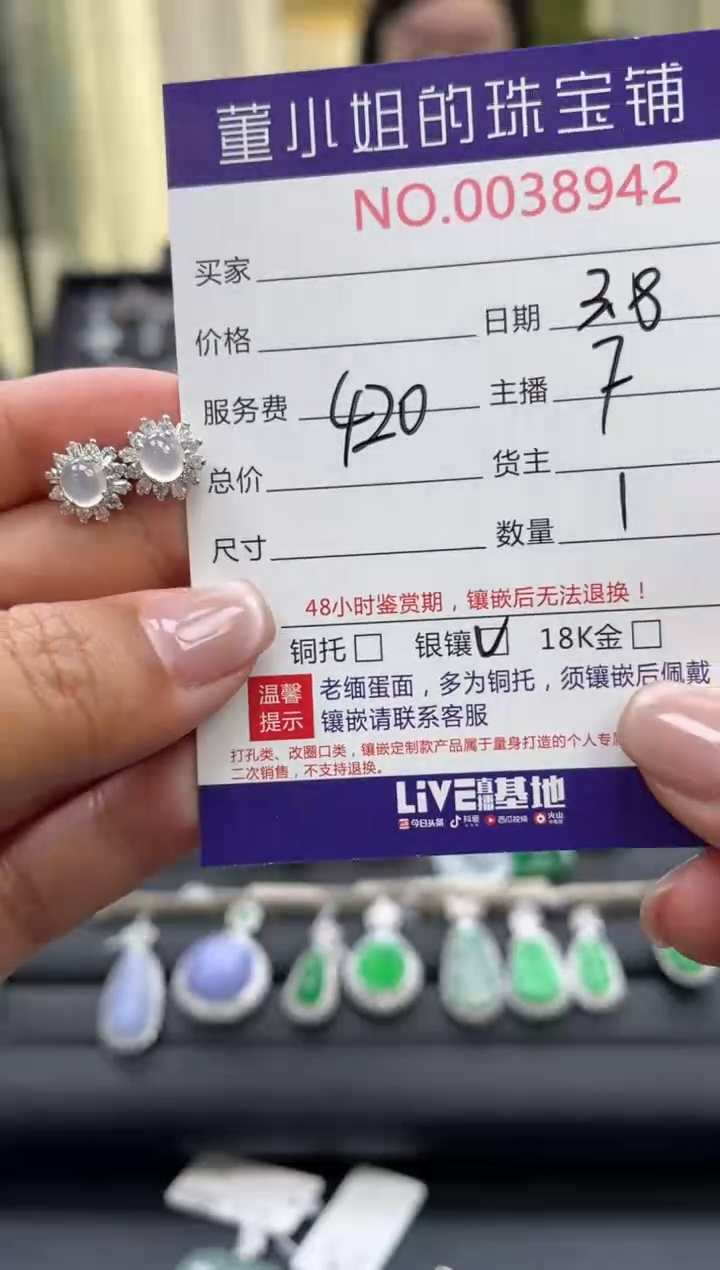 董小姐的珠宝铺
NO.0038942
买家
价格 日期 3.8
服务费 420 主播 7
总价 货主
尺寸 数量 1
48小时鉴赏期，镶嵌后无法退换！
铜托☐ 银镶☑ 18K金☐
温馨提示 老缅蛋面，多为铜托，须镶嵌后佩戴
镶嵌请联系客服
打孔类、改圈口类，镶嵌定制款产品属于量身打造的个人专
二次销售，不支持退换。
LiVE直播基地
今日头条 抖音 西瓜视频 火山